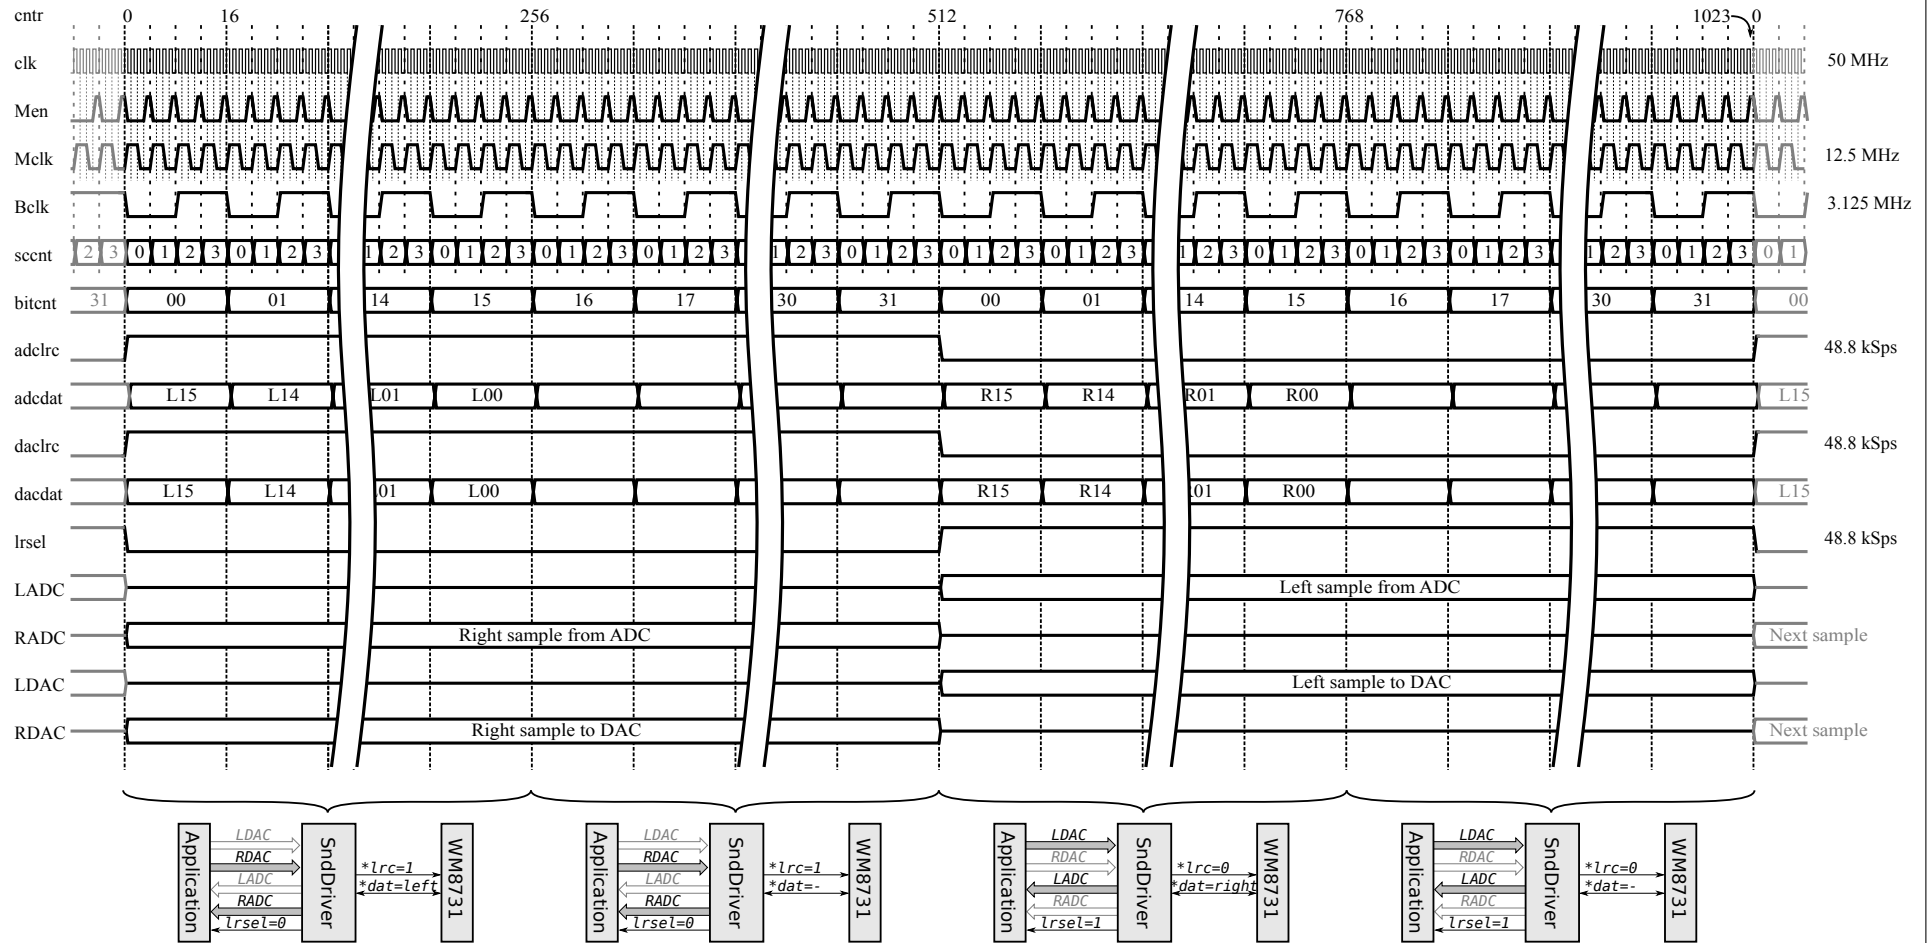 cntr 0 16 256 512 768 1023 0
clk 50 MHz
Men
Mclk 12.5 MHz
Bclk 3.125 MHz
sccnt 2 3 0 1 2 3 0 1 2 3 1 2 3 0 1 2 3 0 1 2 3 0 1 2 3 1 2 3 0 1 2 3 0 1 2 3 0 1 2 3 1 2 3 0 1 2 3 0 1 2 3 0 1 2 3 1 2 3 0 1 2 3 0 1
bitcnt 31 00 01 14 15 16 17 30 31 00 01 14 15 16 17 30 31 00
adclrc 48.8 kSps
adcdat L15 L14 L01 L00 R15 R14 R01 R00 L15
daclrc 48.8 kSps
dacdat L15 L14 L01 L00 R15 R14 R01 R00 L15
lrsel 48.8 kSps
LADC Left sample from ADC
RADC Right sample from ADC Next sample
LDAC Left sample to DAC
RDAC Right sample to DAC Next sample
Application
LDAC
RDAC
LADC
RADC
lrsel=0
SndDriver
*lrc=1
*dat=left
WM8731
Application
LDAC
RDAC
LADC
RADC
lrsel=0
SndDriver
*lrc=1
*dat=-
WM8731
Application
LDAC
RDAC
LADC
RADC
lrsel=1
SndDriver
*lrc=0
*dat=right
WM8731
Application
LDAC
RDAC
LADC
RADC
lrsel=1
SndDriver
*lrc=0
*dat=-
WM8731